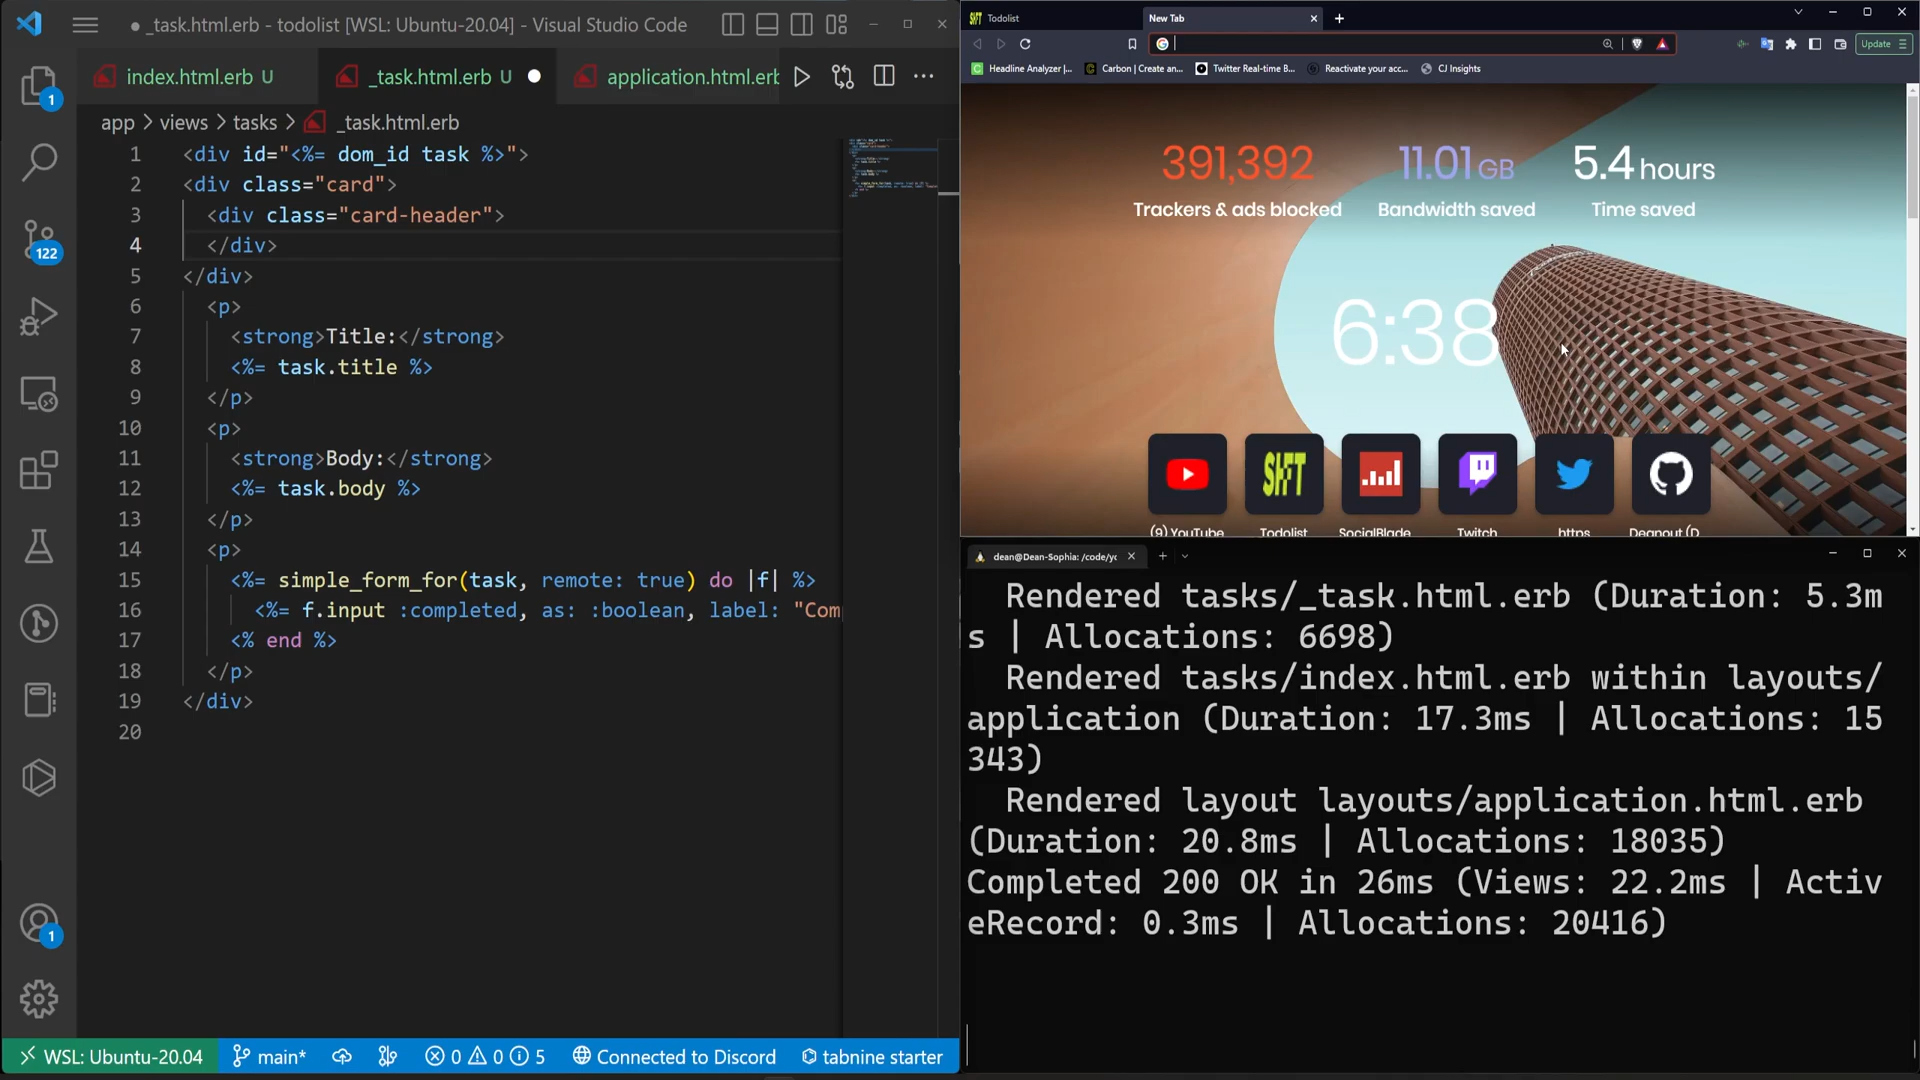 ● _task.html.erb - todolist [WSL: Ubuntu-20.04] - Visual Studio Code
index.html.erb U
_task.html.erb U
application.html.erb
app > views > tasks > _task.html.erb
1 <div id="<%= dom_id task %>">
2 <div class="card">
3 <div class="card-header">
4 </div>
5 </div>
6 <p>
7 <strong>Title:</strong>
8 <%= task.title %>
9 </p>
10 <p>
11 <strong>Body:</strong>
12 <%= task.body %>
13 </p>
14 <p>
15 <%= simple_form_for(task, remote: true) do |f| %>
16 <%= f.input :completed, as: :boolean, label: "Com
17 <% end %>
18 </p>
19 </div>
20
1
122
1
WSL: Ubuntu-20.04
main*
0 0 5
Connected to Discord
tabnine starter
Todolist
New Tab
Update
Headline Analyzer |...
Carbon | Create an...
Twitter Real-time B...
Reactivate your acc...
CJ Insights
391,392
Trackers & ads blocked
11.01 GB
Bandwidth saved
5.4 hours
Time saved
6:38
SHFT
(9) YouTube
Todolist
SocialBlade
Twitch
https
Deanout (D
dean@Dean-Sophia: /code/yc
Rendered tasks/_task.html.erb (Duration: 5.3m
s | Allocations: 6698)
Rendered tasks/index.html.erb within layouts/
application (Duration: 17.3ms | Allocations: 15
343)
Rendered layout layouts/application.html.erb
(Duration: 20.8ms | Allocations: 18035)
Completed 200 OK in 26ms (Views: 22.2ms | Activ
eRecord: 0.3ms | Allocations: 20416)